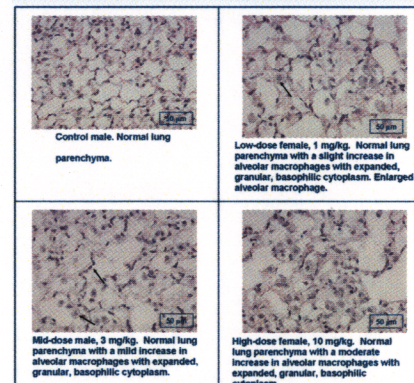 50 µm
Control male. Normal lung
parenchyma.
50 µm
Low-dose female, 1 mg/kg. Normal lung
parenchyma with a slight increase in
alveolar macrophages with expanded,
granular, basophilic cytoplasm. Enlarged
alveolar macrophage.
50 µm
Mid-dose male, 3 mg/kg. Normal lung
parenchyma with a mild increase in
alveolar macrophages with expanded,
granular, basophilic cytoplasm.
50 µm
High-dose female, 10 mg/kg. Normal
lung parenchyma with a moderate
increase in alveolar macrophages with
expanded, granular, basophilic